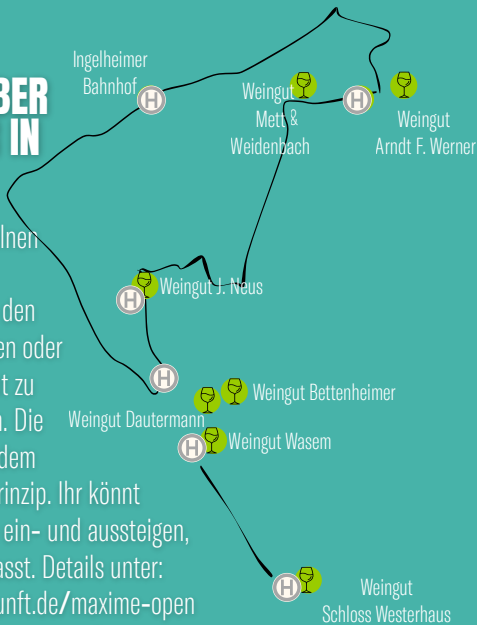 BER
IN
Ingelheimer
Bahnhof
H
Weingut
Mett &
Weidenbach
H
Weingut
Arndt F. Werner
lnen
den
en oder
t zu
. Die
dem
rinzip. Ihr könnt
ein- und aussteigen,
asst. Details unter:
unft.de/maxime-open
H
Weingut J. Neus
H
Weingut Bettenheimer
Weingut Dautermann
H
Weingut Wasem
H
Weingut
Schloss Westerhaus